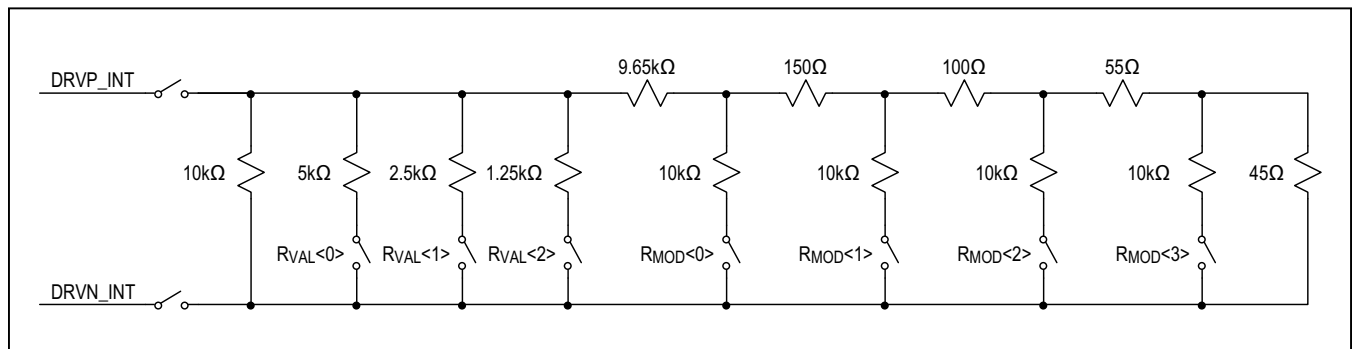 9.65kΩ 150Ω 100Ω 55Ω
DRVP_INT
10kΩ 5kΩ 2.5kΩ 1.25kΩ 10kΩ 10kΩ 10kΩ 10kΩ 45Ω
RVAL<0> RVAL<1> RVAL<2> RMOD<0> RMOD<1> RMOD<2> RMOD<3>
DRVN_INT